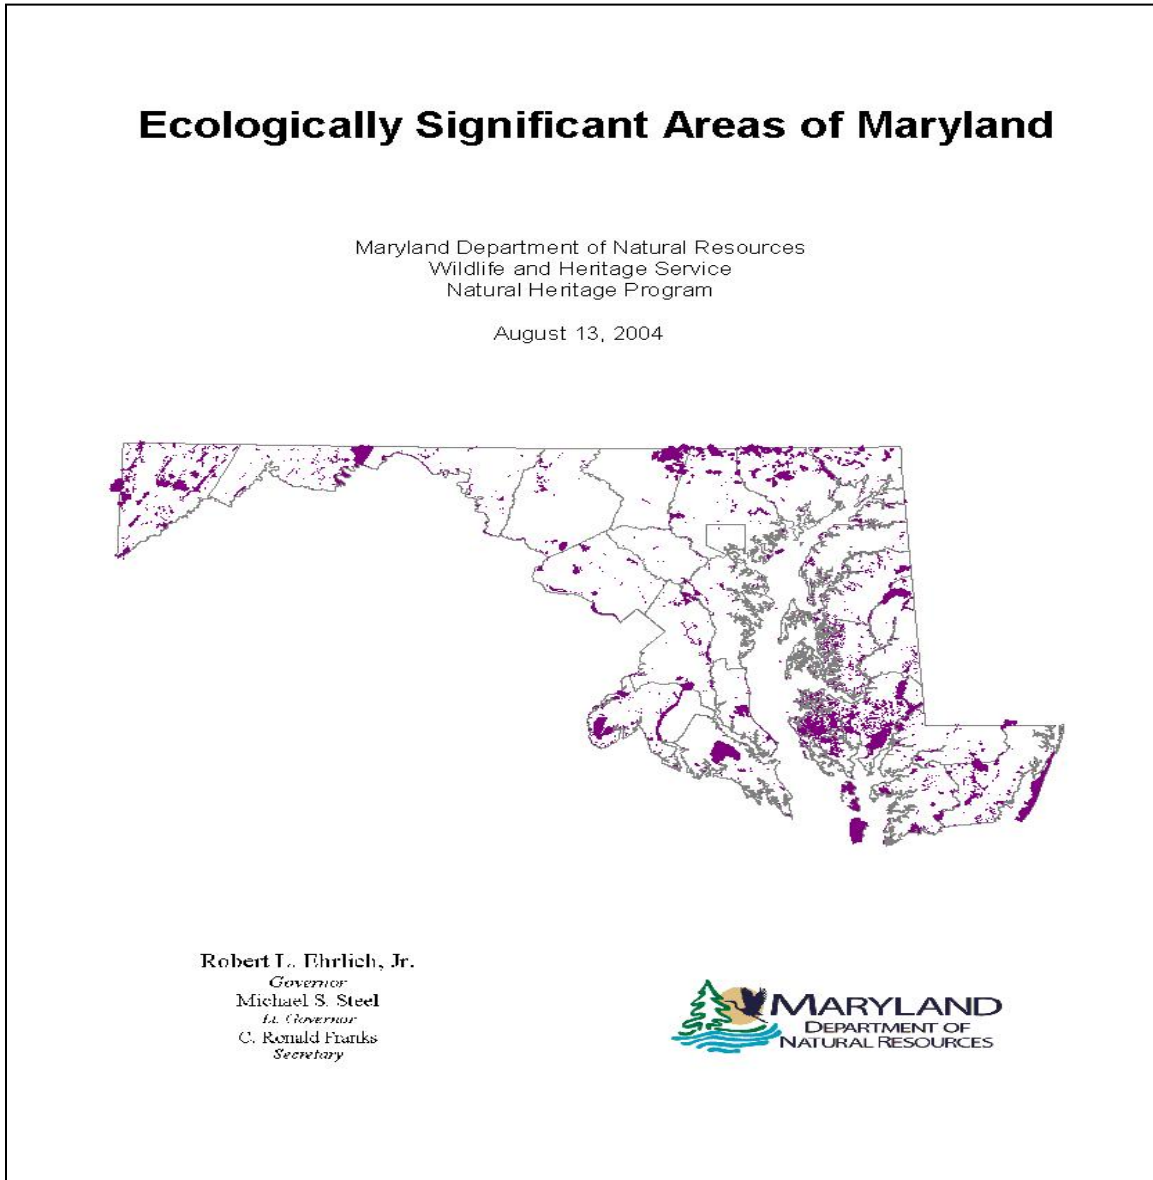 Ecologically Significant Areas of Maryland
Maryland Department of Natural Resources
Wildlife and Heritage Service
Natural Heritage Program
August 13, 2004
Robert L. Ehrlich, Jr.
Governor
Michael S. Steel
Lt. Governor
C. Ronald Franks
Secretary
MARYLAND
DEPARTMENT OF
NATURAL RESOURCES